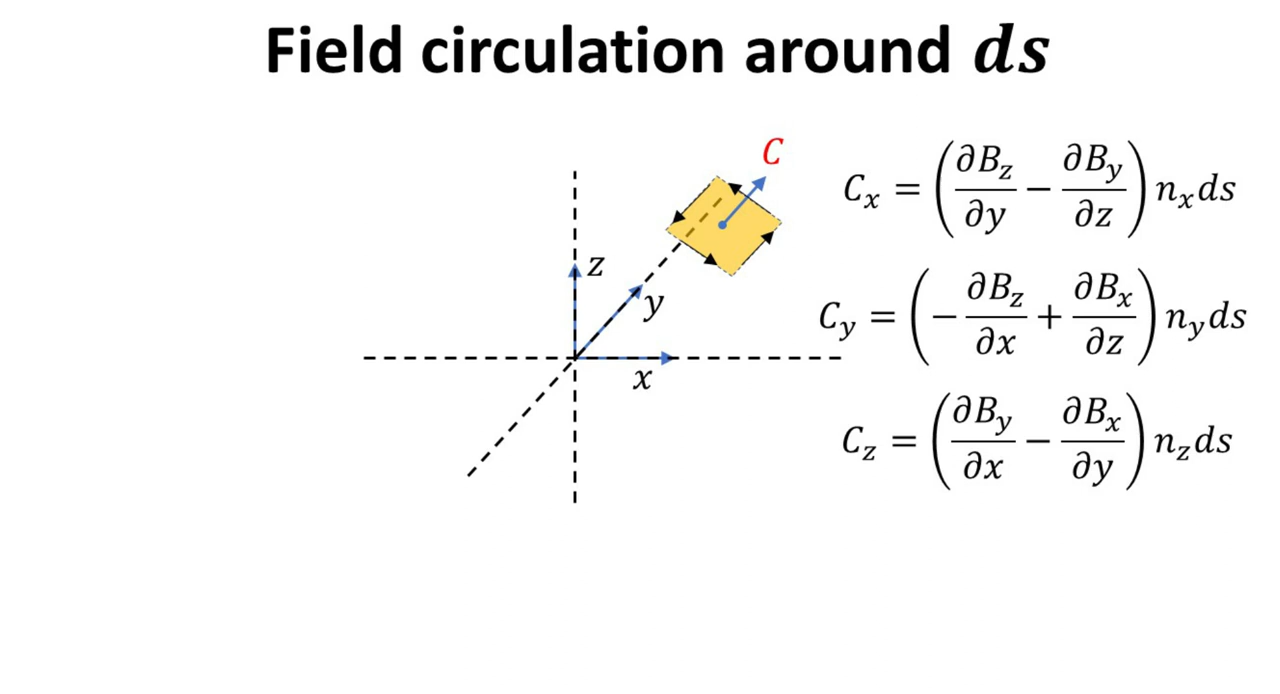 Field circulation around ds
C
z
y
x
C_x = (∂B_z/∂y − ∂B_y/∂z) n_x ds
C_y = (− ∂B_z/∂x + ∂B_x/∂z) n_y ds
C_z = (∂B_y/∂x − ∂B_x/∂y) n_z ds